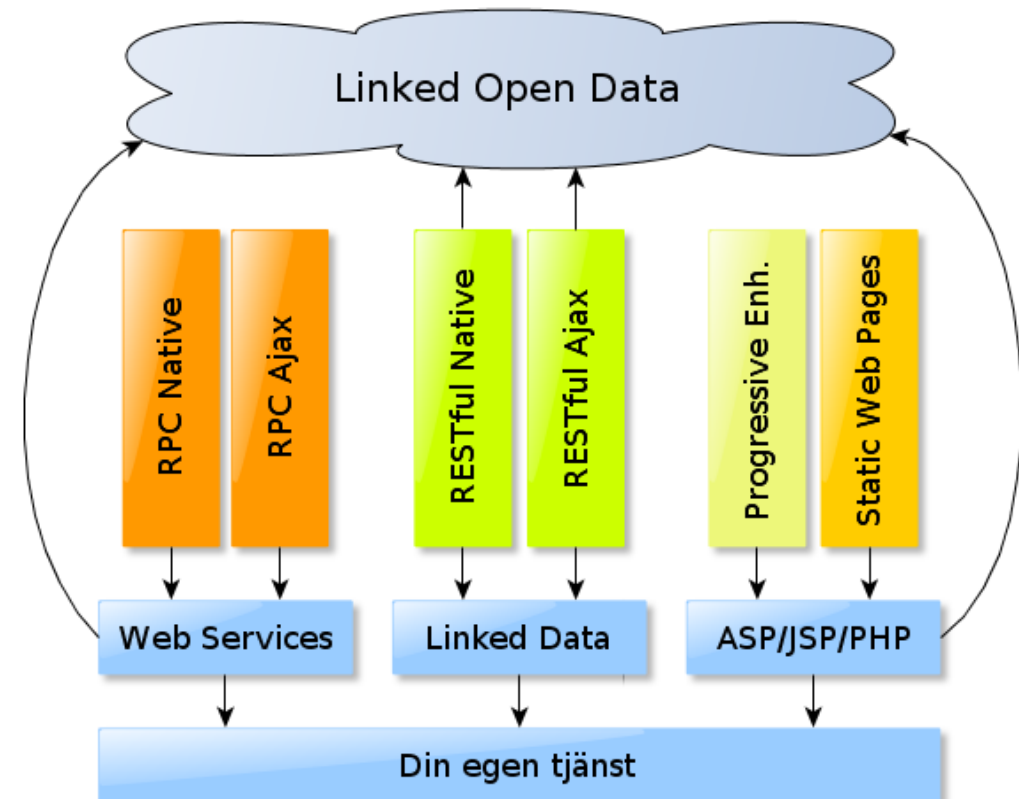 Linked Open Data
RPC Native
RPC Ajax
RESTful Native
RESTful Ajax
Progressive Enh.
Static Web Pages
Web Services
Linked Data
ASP/JSP/PHP
Din egen tjänst